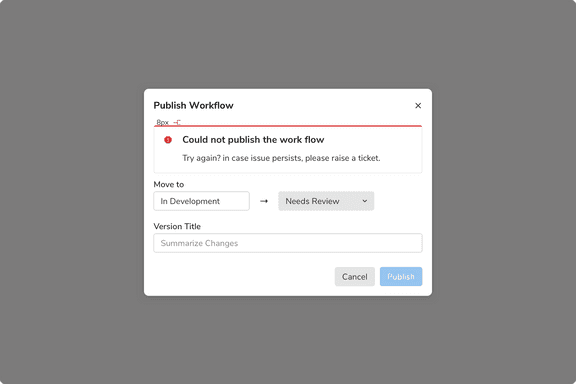 Publish Workflow
8px
Could not publish the work flow
Try again? in case issue persists, please raise a ticket.
Move to
In Development → Needs Review
Version Title
Summarize Changes
Cancel Publish